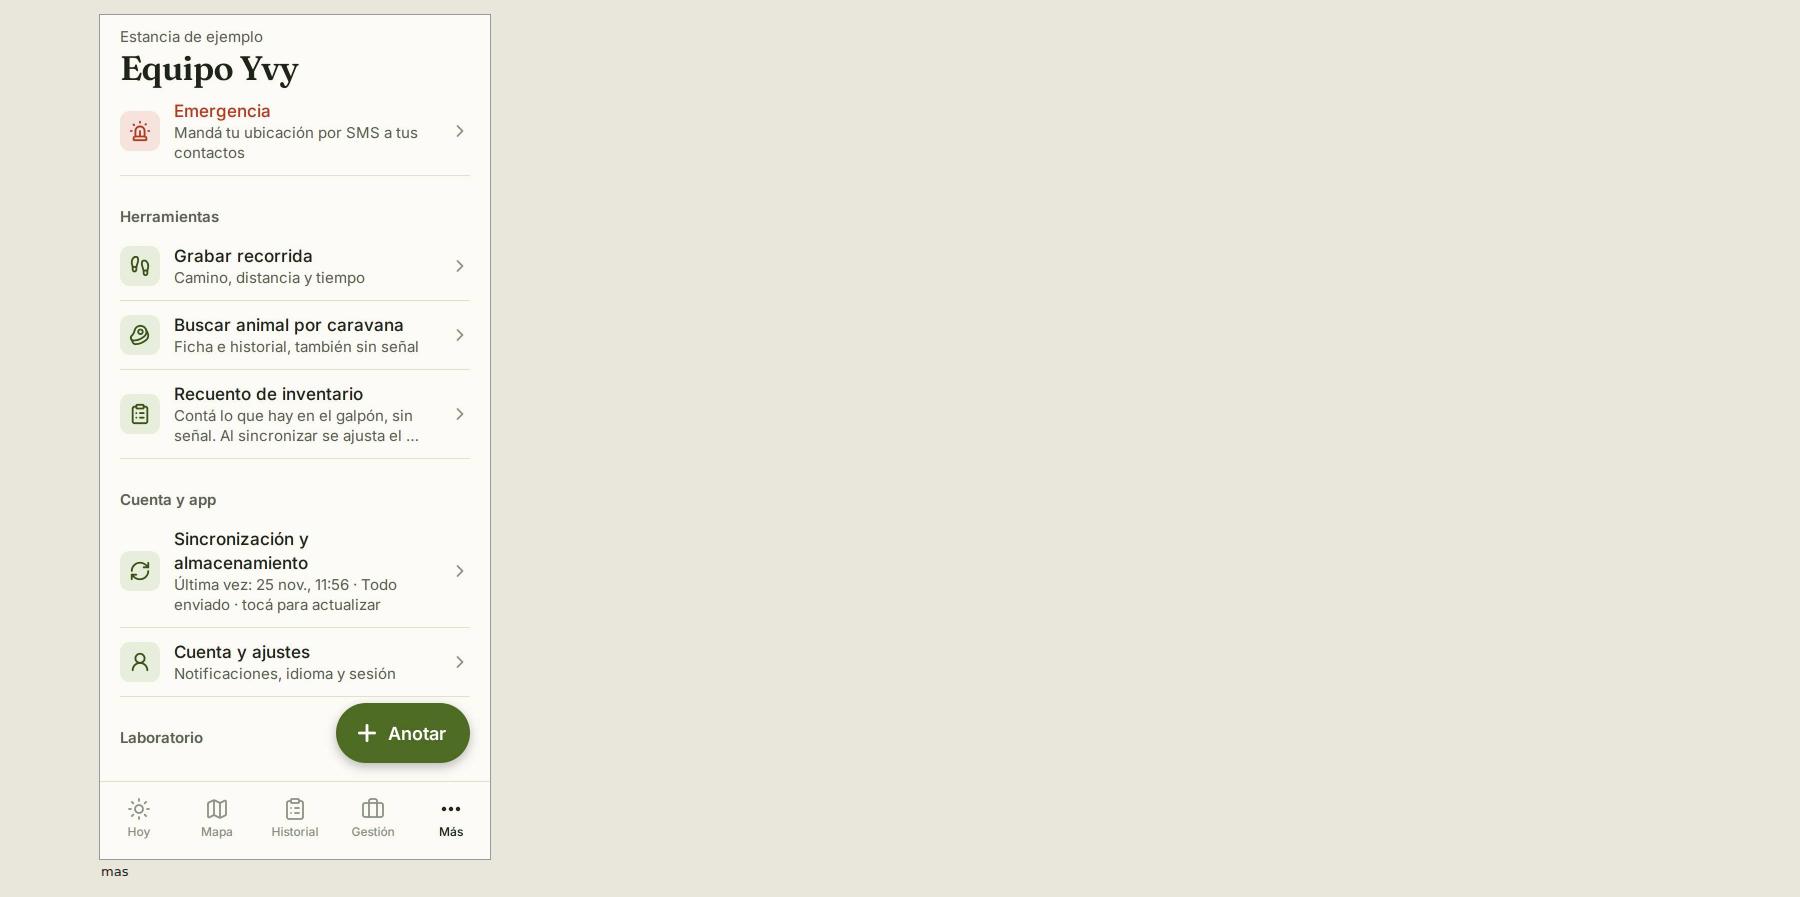 Estancia de ejemplo
Equipo Yvy
Emergencia
Mandá tu ubicación por SMS a tus
contactos
Herramientas
Grabar recorrida
Camino, distancia y tiempo
Buscar animal por caravana
Ficha e historial, también sin señal
Recuento de inventario
Contá lo que hay en el galpón, sin
señal. Al sincronizar se ajusta el ...
Cuenta y app
Sincronización y
almacenamiento
Última vez: 25 nov., 11:56 · Todo
enviado · tocá para actualizar
Cuenta y ajustes
Notificaciones, idioma y sesión
Laboratorio
Anotar
Hoy
Mapa
Historial
Gestión
Más
mas